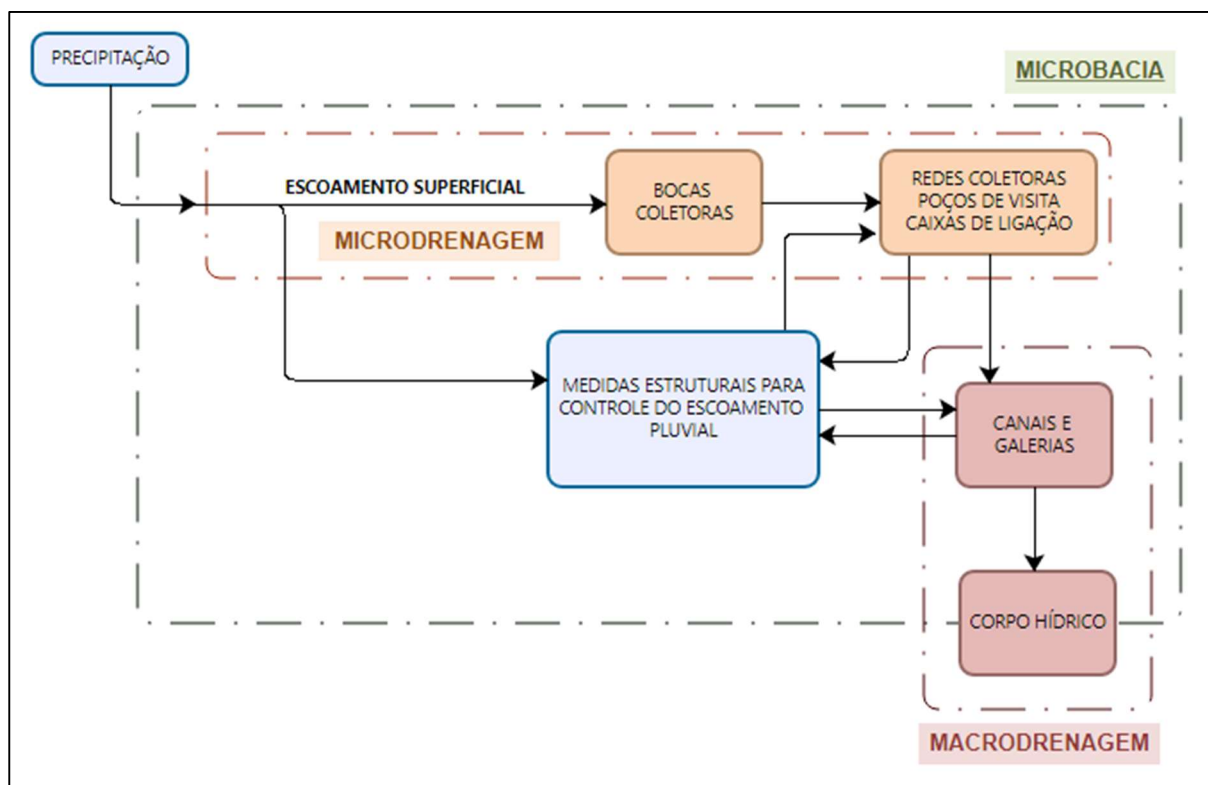 PRECIPITAÇÃO
MICROBACIA
ESCOAMENTO SUPERFICIAL
BOCAS
COLETORAS
REDES COLETORAS
POÇOS DE VISITA
CAIXAS DE LIGAÇÃO
MICRODRENAGEM
MEDIDAS ESTRUTURAIS PARA
CONTROLE DO ESCOAMENTO
PLUVIAL
CANAIS E
GALERIAS
CORPO HÍDRICO
MACRODRENAGEM